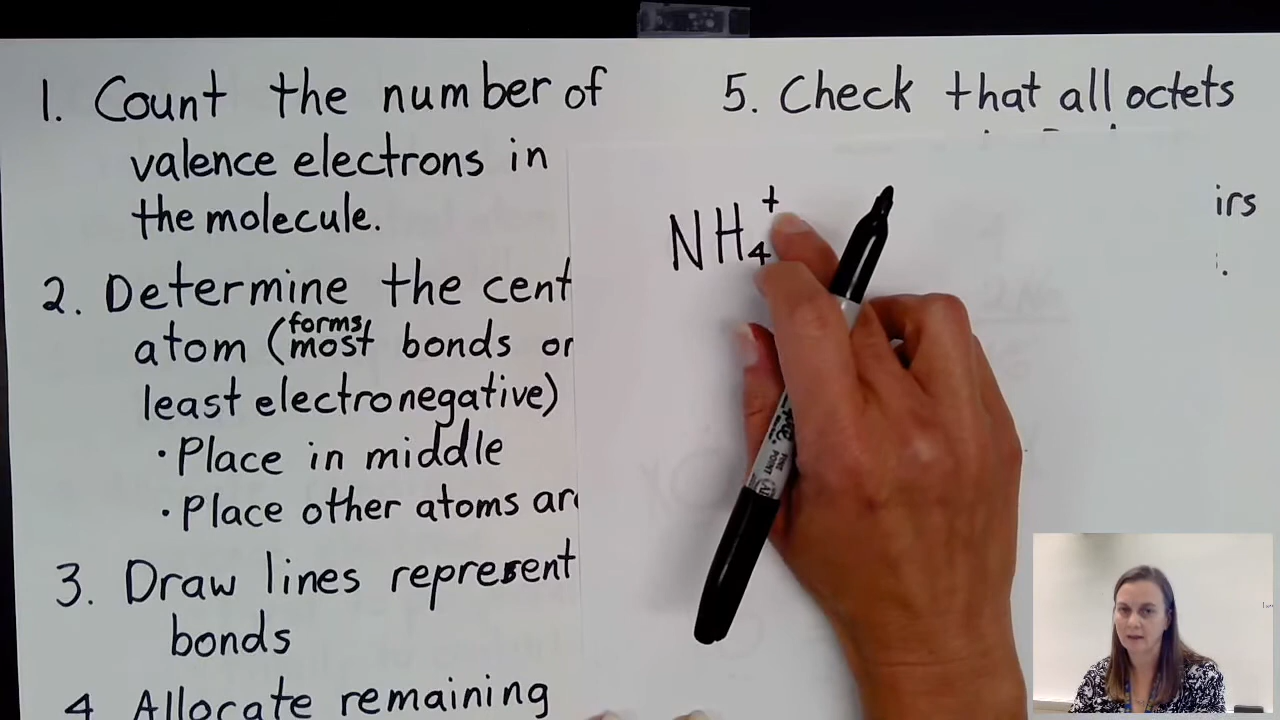 1. Count the number of
valence electrons in
the molecule.
2. Determine the cent
atom (forms most bonds or
least electronegative)
• Place in middle
• Place other atoms
3. Draw lines represent
bonds
4 Allocate remaining
5. Check that all octets
irs
NH4+
FINE
POINT